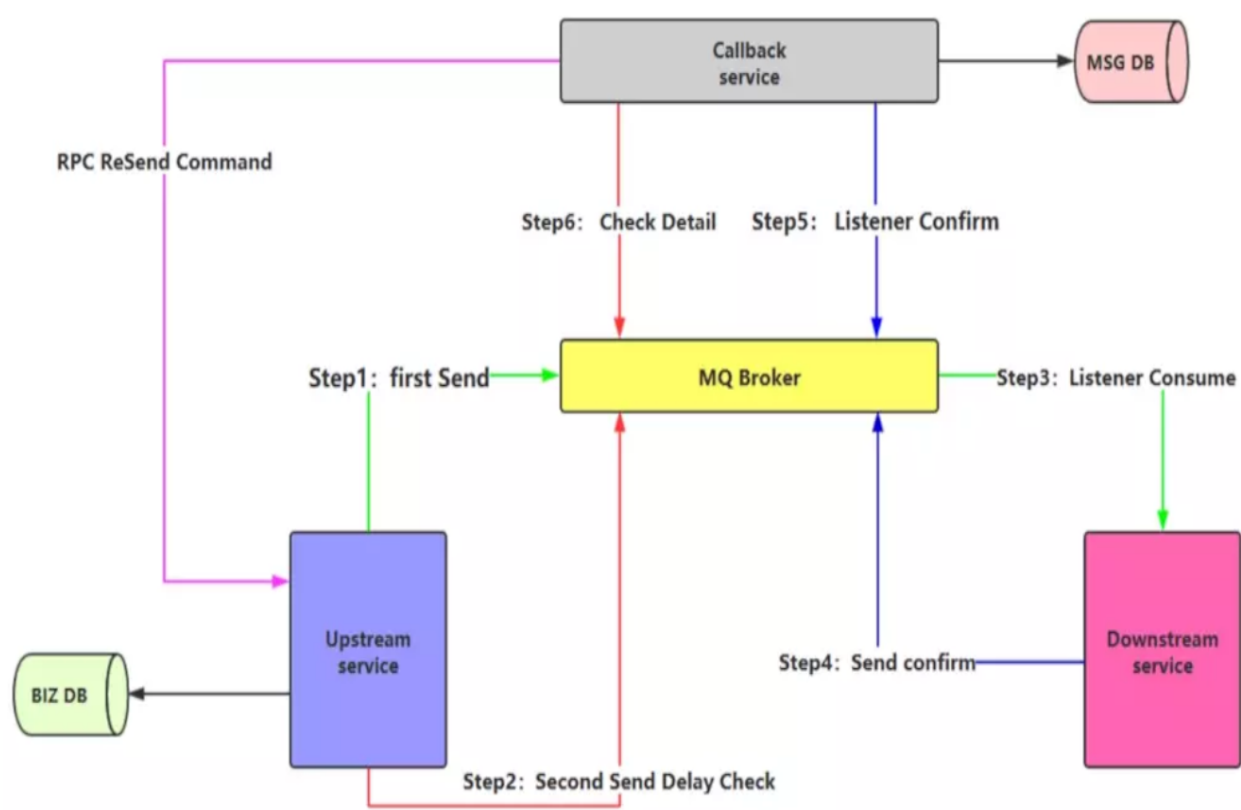 Callback
service
MSG DB
RPC ReSend Command
Step6： Check Detail
Step5： Listener Confirm
Step1：first Send
MQ Broker
Step3：Listener Consume
Upstream
service
Downstream
service
Step4：Send confirm
BIZ DB
Step2：Second Send Delay Check